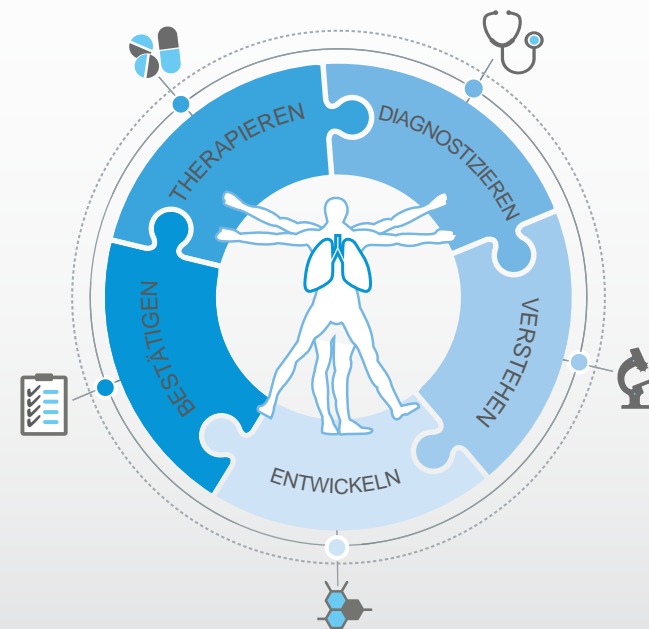 THERAPIEREN
DIAGNOSTIZIEREN
VERSTEHEN
ENTWICKELN
BESTÄTIGEN